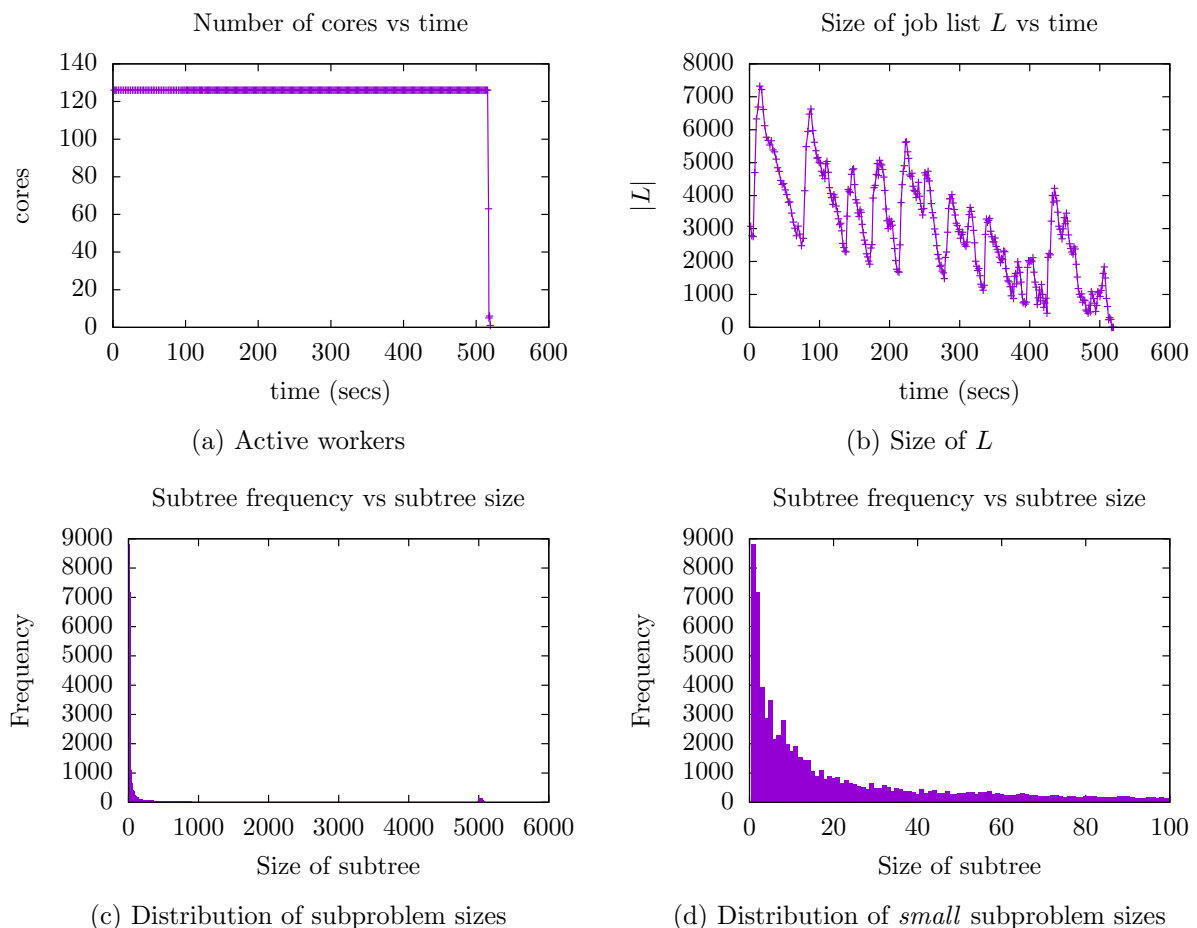 Number of cores vs time
140
120
100
80
60
40
20
0
cores
0 100 200 300 400 500 600
time (secs)
(a) Active workers
Size of job list L vs time
8000
7000
6000
5000
4000
3000
2000
1000
0
|L|
0 100 200 300 400 500 600
time (secs)
(b) Size of L
Subtree frequency vs subtree size
9000
8000
7000
6000
5000
4000
3000
2000
1000
0
Frequency
0 1000 2000 3000 4000 5000 6000
Size of subtree
(c) Distribution of subproblem sizes
Subtree frequency vs subtree size
9000
8000
7000
6000
5000
4000
3000
2000
1000
0
Frequency
0 20 40 60 80 100
Size of subtree
(d) Distribution of small subproblem sizes